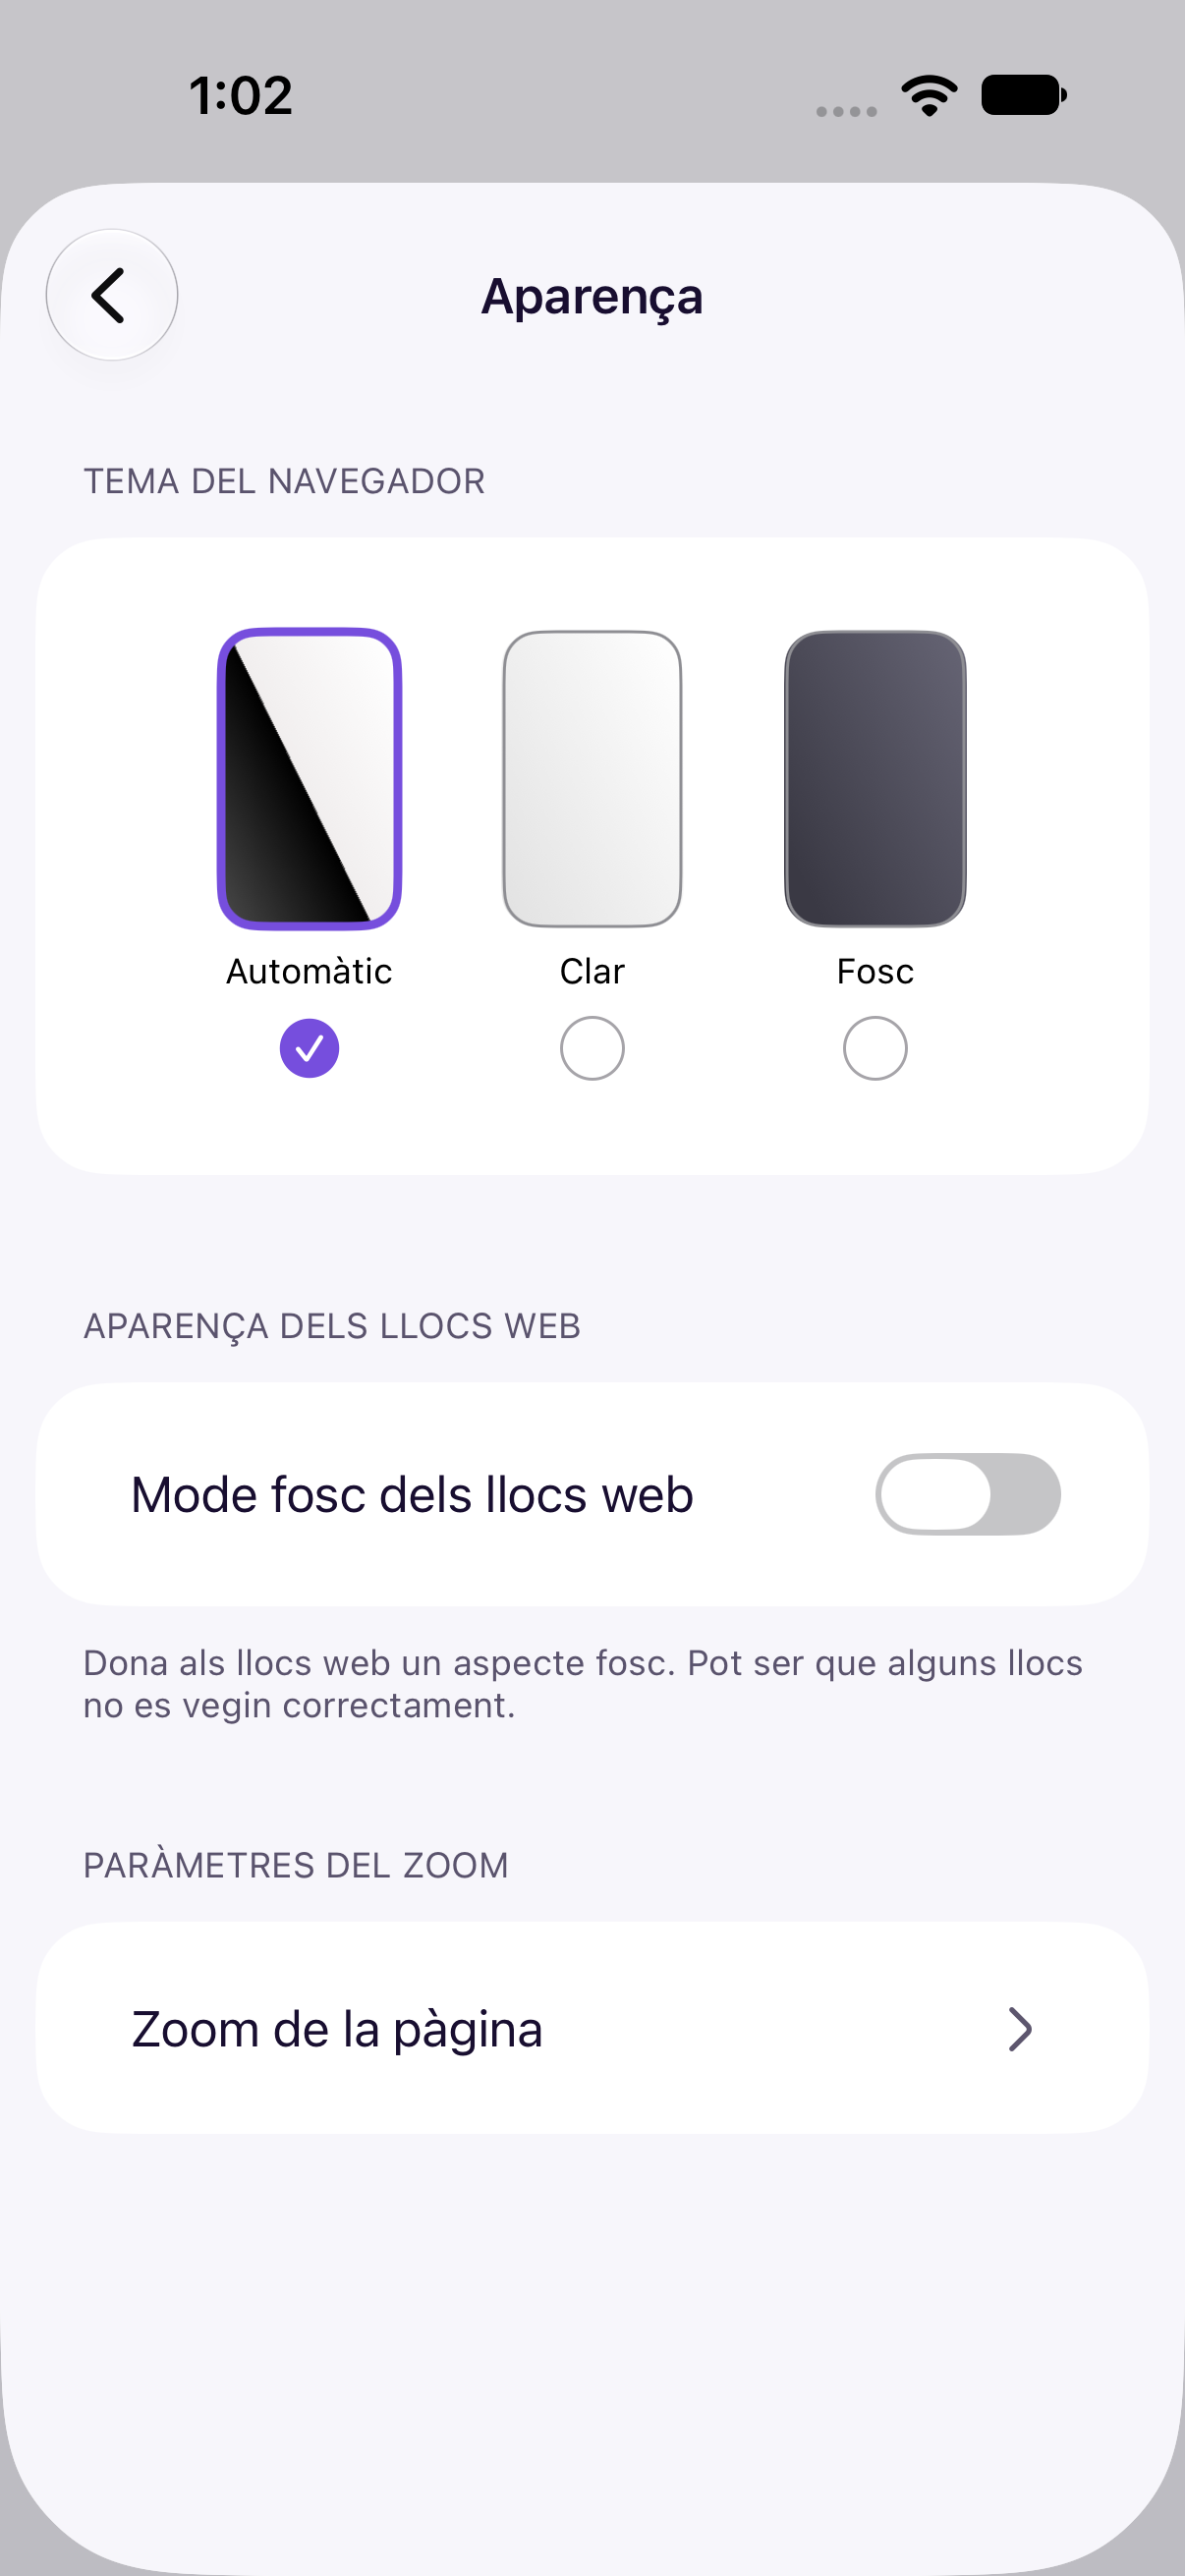 1:02
Aparença
TEMA DEL NAVEGADOR
Automàtic
Clar
Fosc
APARENÇA DELS LLOCS WEB
Mode fosc dels llocs web
Dona als llocs web un aspecte fosc. Pot ser que alguns llocs
no es vegin correctament.
PARÀMETRES DEL ZOOM
Zoom de la pàgina